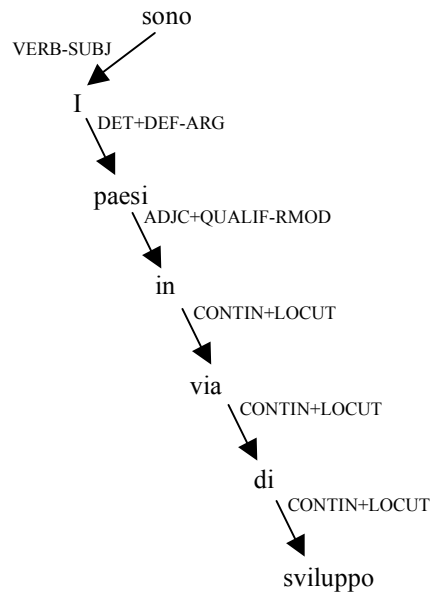 sono
VERB-SUBJ
I
DET+DEF-ARG
paesi
ADJC+QUALIF-RMOD
in
CONTIN+LOCUT
via
CONTIN+LOCUT
di
CONTIN+LOCUT
sviluppo